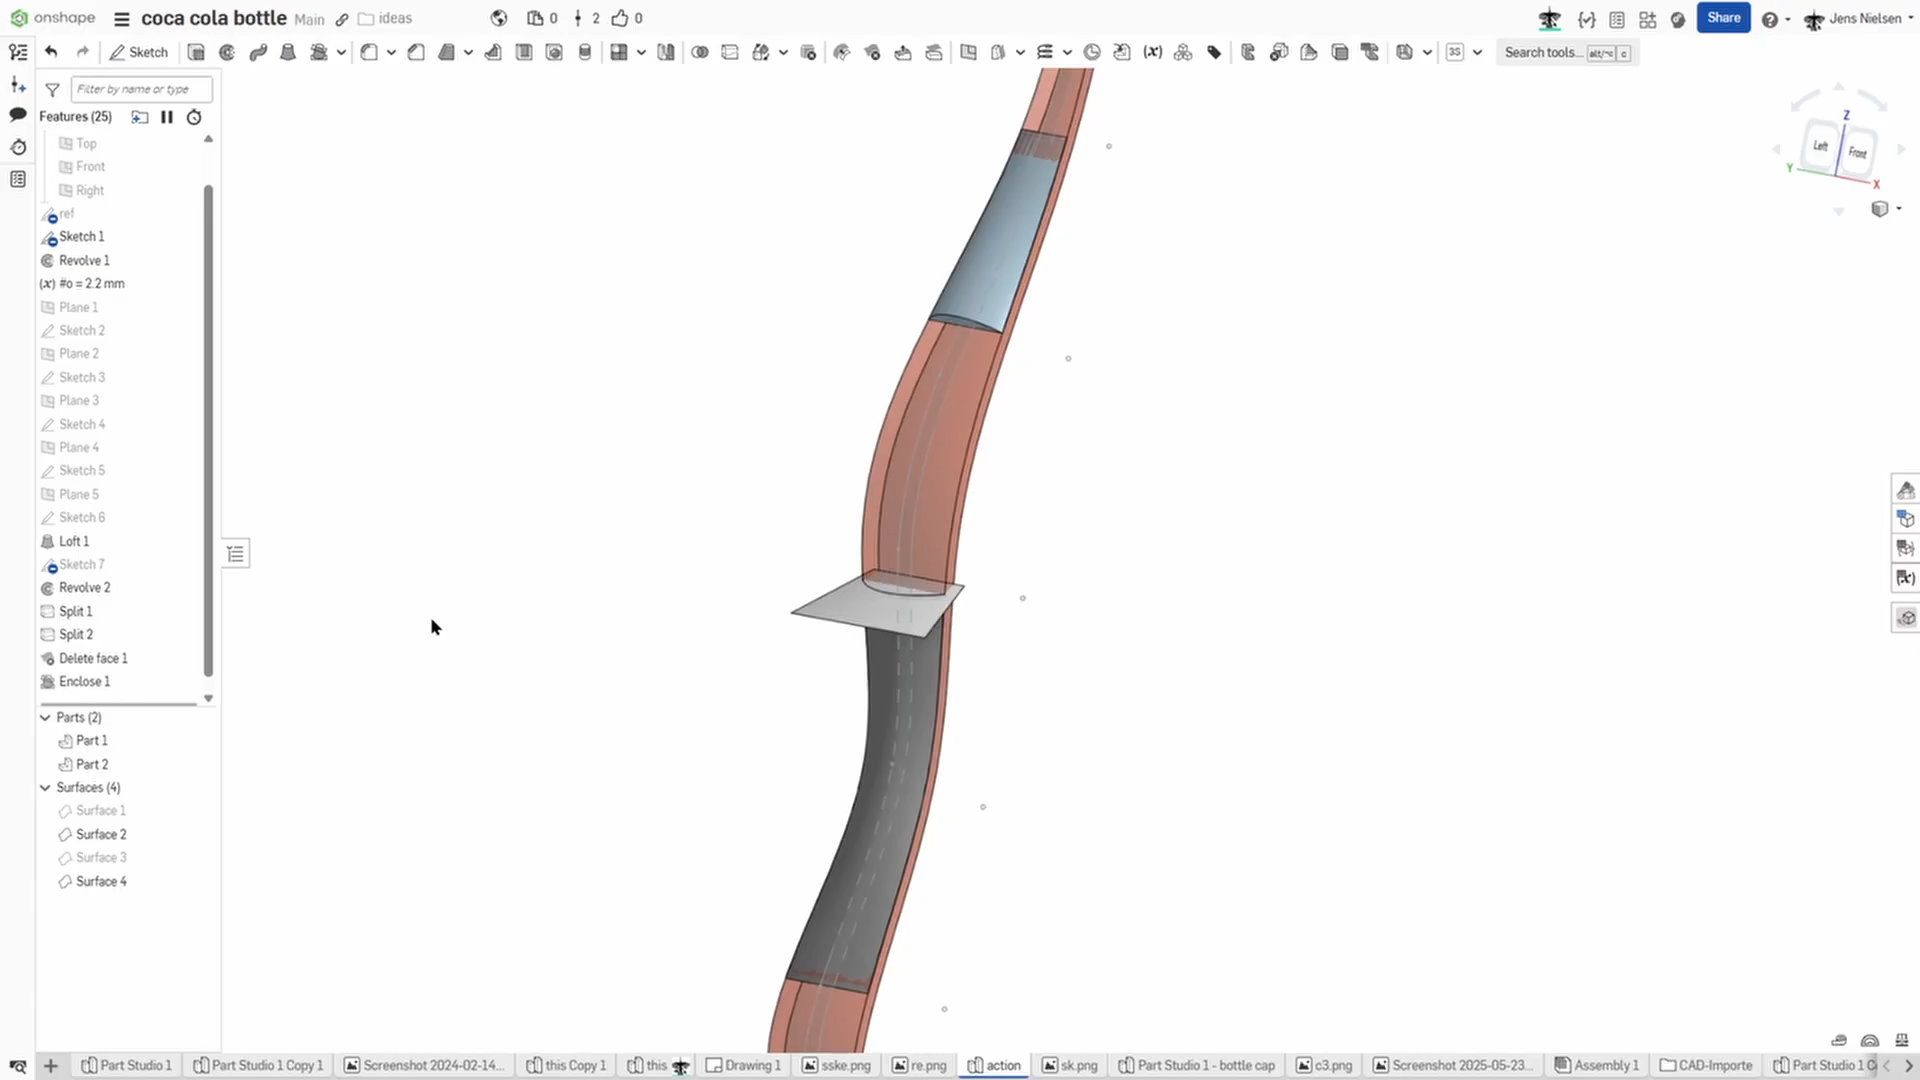 onshape coca cola bottle Main ideas 0 2 0 Share Jens Nielsen
Sketch (x) 3S Search tools... alt/⌥ c
Filter by name or type
Features (25)
Top
Front
Right
ref
Sketch 1
Revolve 1
(x) #o = 2.2 mm
Plane 1
Sketch 2
Plane 2
Sketch 3
Plane 3
Sketch 4
Plane 4
Sketch 5
Plane 5
Sketch 6
Loft 1
Sketch 7
Revolve 2
Split 1
Split 2
Delete face 1
Enclose 1
Parts (2)
Part 1
Part 2
Surfaces (4)
Surface 1
Surface 2
Surface 3
Surface 4
Z
Left Front
Y
X
(x)
Part Studio 1 Part Studio 1 Copy 1 Screenshot 2024-02-14... this Copy 1 this Drawing 1 sske.png re.png action sk.png Part Studio 1 - bottle cap c3.png Screenshot 2025-05-23... Assembly 1 CAD-Importe Part Studio 1 C